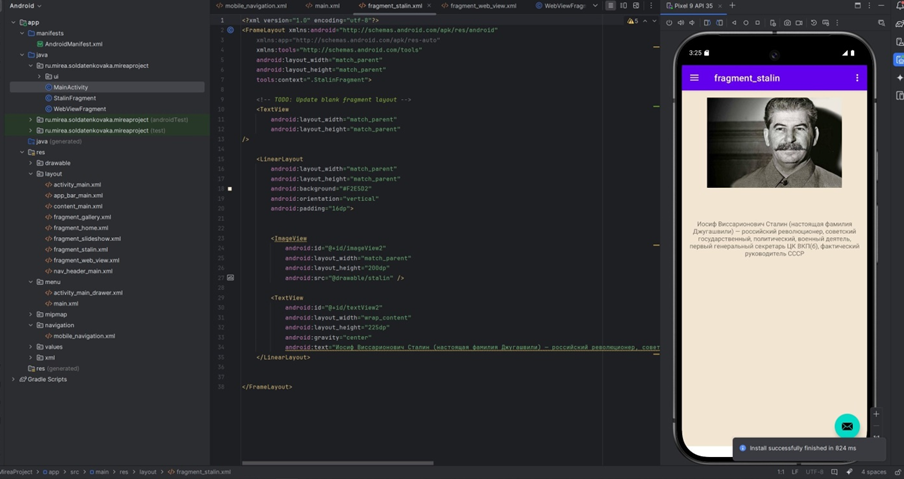 Android
mobile_navigation.xml
main.xml
fragment_stalin.xml
fragment_web_view.xml
WebViewFragr
Pixel 9 API 35
app
manifests
AndroidManifest.xml
java
ru.mirea.soldatenkovaka.mireaproject
ui
MainActivity
StalinFragment
WebViewFragment
ru.mirea.soldatenkovaka.mireaproject (androidTest)
ru.mirea.soldatenkovaka.mireaproject (test)
java (generated)
res
drawable
layout
activity_main.xml
app_bar_main.xml
content_main.xml
fragment_gallery.xml
fragment_home.xml
fragment_slideshow.xml
fragment_stalin.xml
fragment_web_view.xml
nav_header_main.xml
menu
activity_main_drawer.xml
main.xml
mipmap
navigation
mobile_navigation.xml
values
xml
res (generated)
Gradle Scripts
<?xml version="1.0" encoding="utf-8"?>
<FrameLayout xmlns:android="http://schemas.android.com/apk/res/android"
xmlns:app="http://schemas.android.com/apk/res-auto"
xmlns:tools="http://schemas.android.com/tools"
android:layout_width="match_parent"
android:layout_height="match_parent"
tools:context=".StalinFragment">
<!-- TODO: Update blank fragment layout -->
<TextView
android:layout_width="match_parent"
android:layout_height="match_parent"
/>
<LinearLayout
android:layout_width="match_parent"
android:layout_height="match_parent"
android:background="#F2E5D2"
android:orientation="vertical"
android:padding="16dp">
<ImageView
android:id="@+id/imageView2"
android:layout_width="match_parent"
android:layout_height="200dp"
android:src="@drawable/stalin" />
<TextView
android:id="@+id/textView2"
android:layout_width="wrap_content"
android:layout_height="225dp"
android:gravity="center"
android:text="Иосиф Виссарионович Сталин (настоящая фамилия Джугашвили) — российский революционер, совет
</LinearLayout>
</FrameLayout>
5
3:25
fragment_stalin
Иосиф Виссарионович Сталин (настоящая фамилия
Джугашвили) — российский революционер, советский
государственный, политический, военный деятель,
первый генеральный секретарь ЦК ВКП(б), фактический
руководитель СССР
Install successfully finished in 824 ms
MireaProject > app > src > main > res > layout > fragment_stalin.xml
1:1 LF UTF-8 4 spaces